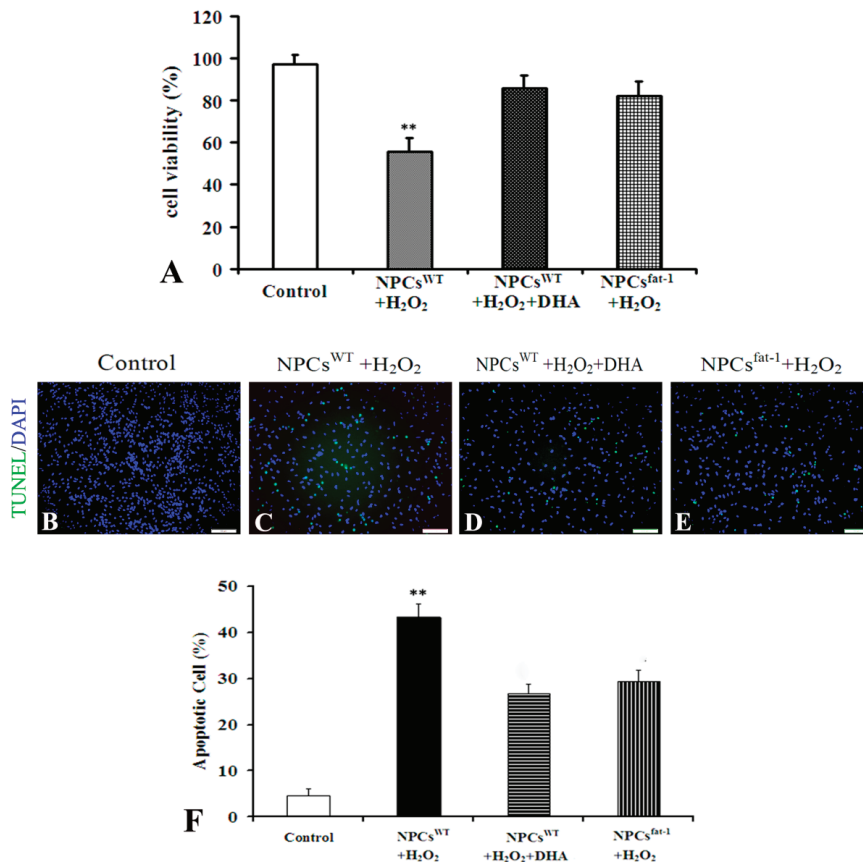 120
100
80
60
40
20
0
cell viability (%)
**
A
Control
NPCsᵂᵀ
+H₂O₂
NPCsᵂᵀ
+H₂O₂+DHA
NPCsᶠᵃᵗ⁻¹
+H₂O₂
Control
NPCsᵂᵀ +H₂O₂
NPCsᵂᵀ +H₂O₂+DHA
NPCsᶠᵃᵗ⁻¹+H₂O₂
TUNEL/DAPI
B
C
D
E
50
40
30
20
10
0
Apoptotic Cell (%)
**
F
Control
NPCsᵂᵀ
+H₂O₂
NPCsᵂᵀ
+H₂O₂+DHA
NPCsᶠᵃᵗ⁻¹
+H₂O₂